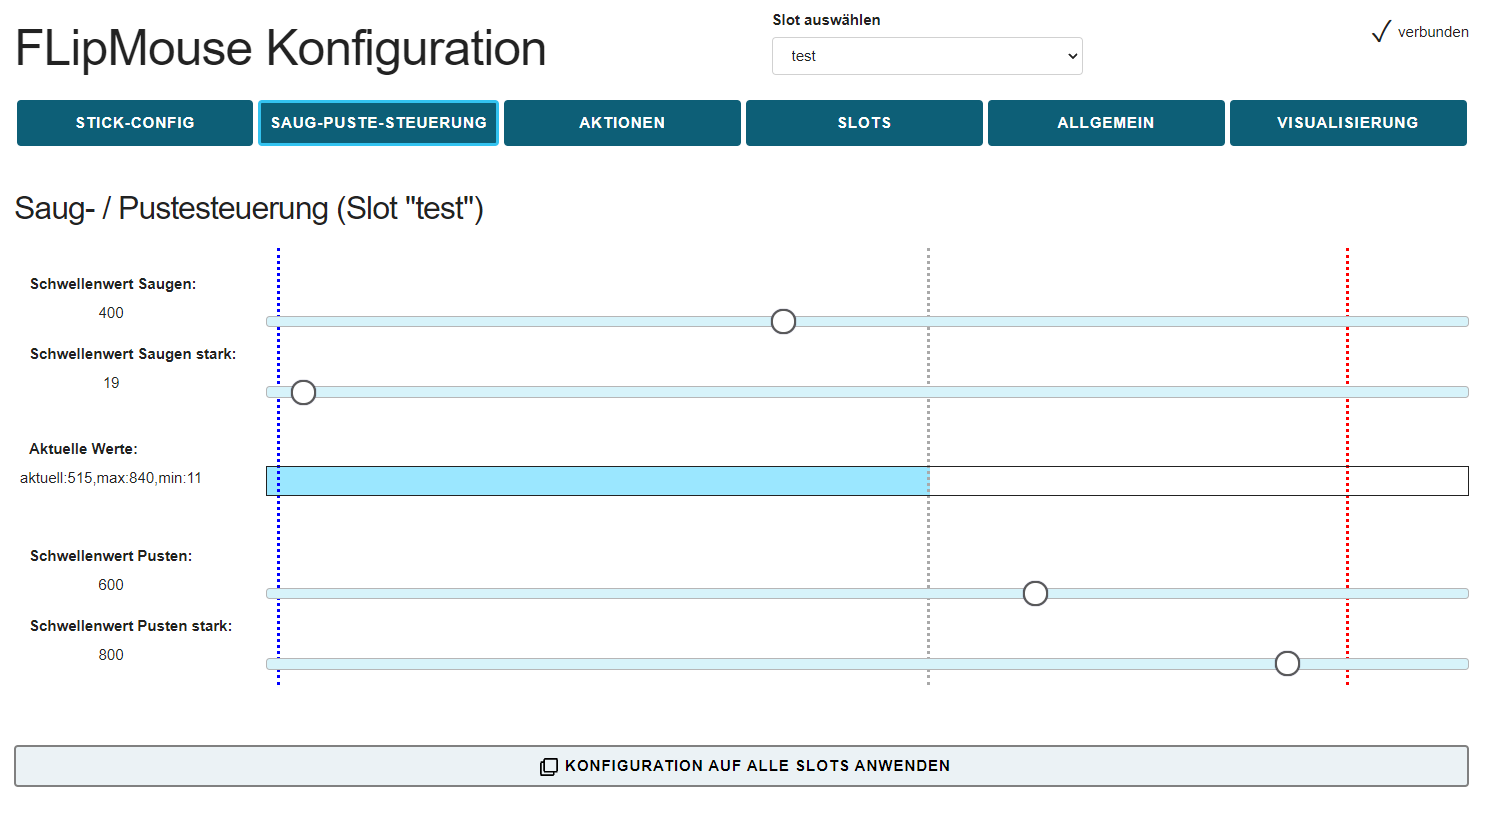 FLipMouse Konfiguration
Slot auswählen
test
verbunden
STICK-CONFIG
SAUG-PUSTE-STEUERUNG
AKTIONEN
SLOTS
ALLGEMEIN
VISUALISIERUNG
Saug- / Pustesteuerung (Slot "test")
Schwellenwert Saugen:
400
Schwellenwert Saugen stark:
19
Aktuelle Werte:
aktuell:515,max:840,min:11
Schwellenwert Pusten:
600
Schwellenwert Pusten stark:
800
KONFIGURATION AUF ALLE SLOTS ANWENDEN